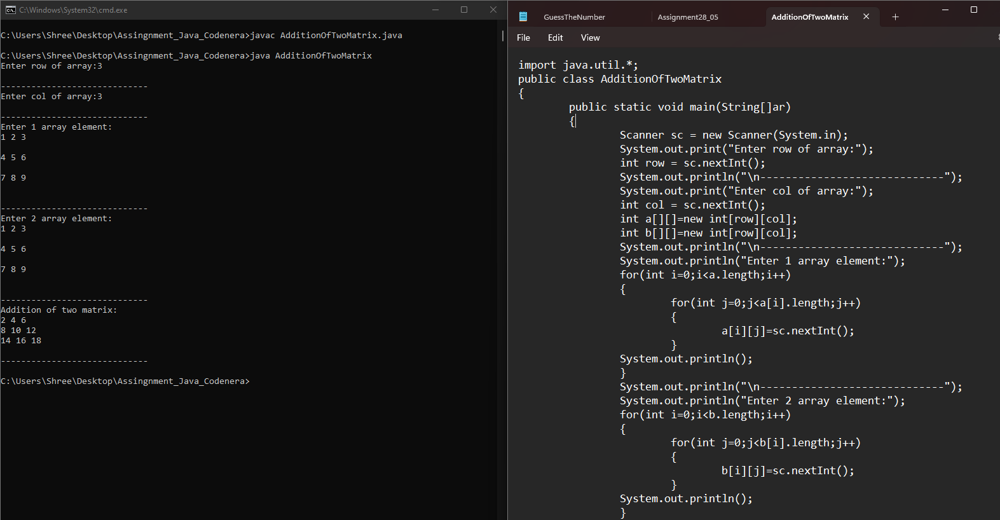 C:\Windows\System32\cmd.exe
C:\Users\Shree\Desktop\Assingnment_Java_Codenera>javac AdditionOfTwoMatrix.java
C:\Users\Shree\Desktop\Assingnment_Java_Codenera>java AdditionOfTwoMatrix
Enter row of array:3
-----------------------------
Enter col of array:3
-----------------------------
Enter 1 array element:
1 2 3
4 5 6
7 8 9
-----------------------------
Enter 2 array element:
1 2 3
4 5 6
7 8 9
-----------------------------
Addition of two matrix:
2 4 6
8 10 12
14 16 18
-----------------------------
C:\Users\Shree\Desktop\Assingnment_Java_Codenera>
GuessTheNumber Assignment28_05 AdditionOfTwoMatrix
File Edit View
import java.util.*;
public class AdditionOfTwoMatrix
{
public static void main(String[]ar)
{
Scanner sc = new Scanner(System.in);
System.out.print("Enter row of array:");
int row = sc.nextInt();
System.out.println("\n-----------------------------");
System.out.print("Enter col of array:");
int col = sc.nextInt();
int a[][]=new int[row][col];
int b[][]=new int[row][col];
System.out.println("\n-----------------------------");
System.out.println("Enter 1 array element:");
for(int i=0;i<a.length;i++)
{
for(int j=0;j<a[i].length;j++)
{
a[i][j]=sc.nextInt();
}
System.out.println();
}
System.out.println("\n-----------------------------");
System.out.println("Enter 2 array element:");
for(int i=0;i<b.length;i++)
{
for(int j=0;j<b[i].length;j++)
{
b[i][j]=sc.nextInt();
}
System.out.println();
}